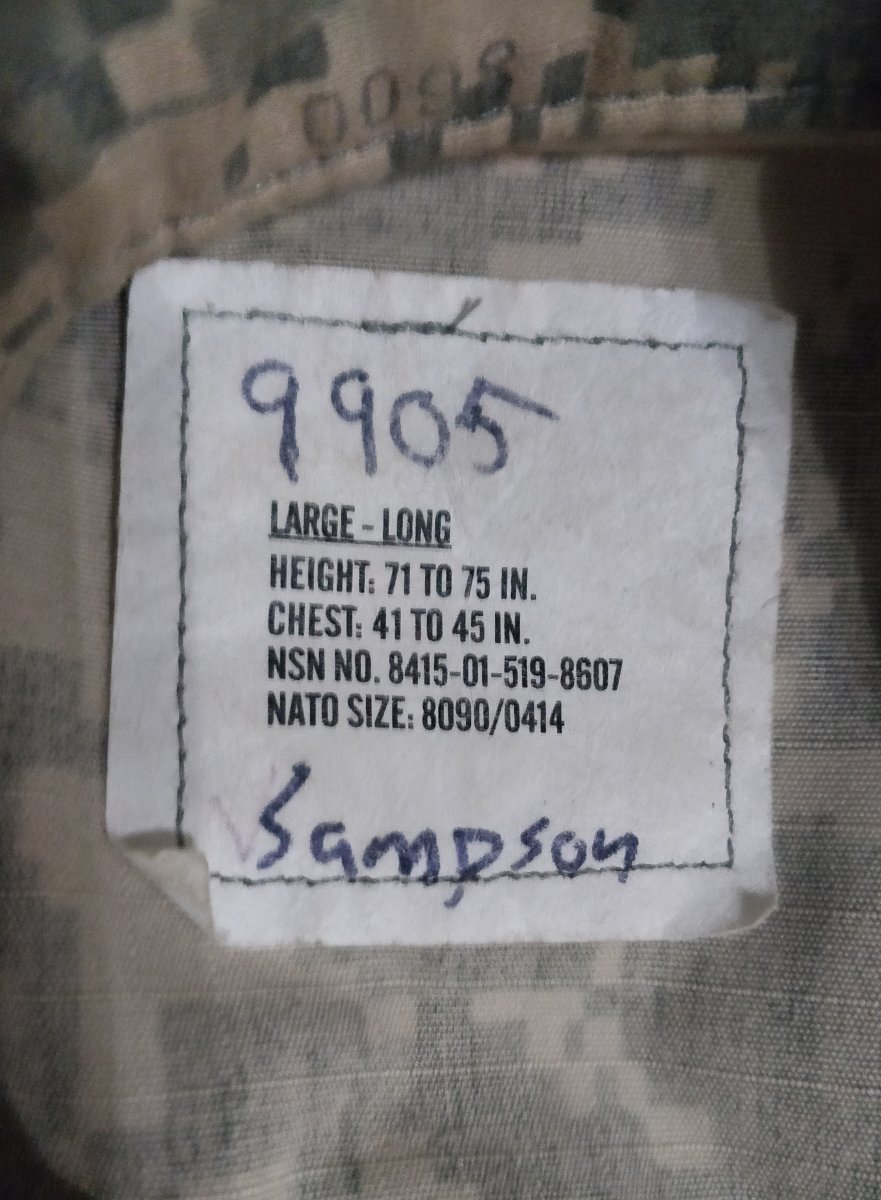 9905
LARGE - LONG
HEIGHT: 71 TO 75 IN.
CHEST: 41 TO 45 IN.
NSN NO. 8415-01-519-8607
NATO SIZE: 8090/0414
Sampson